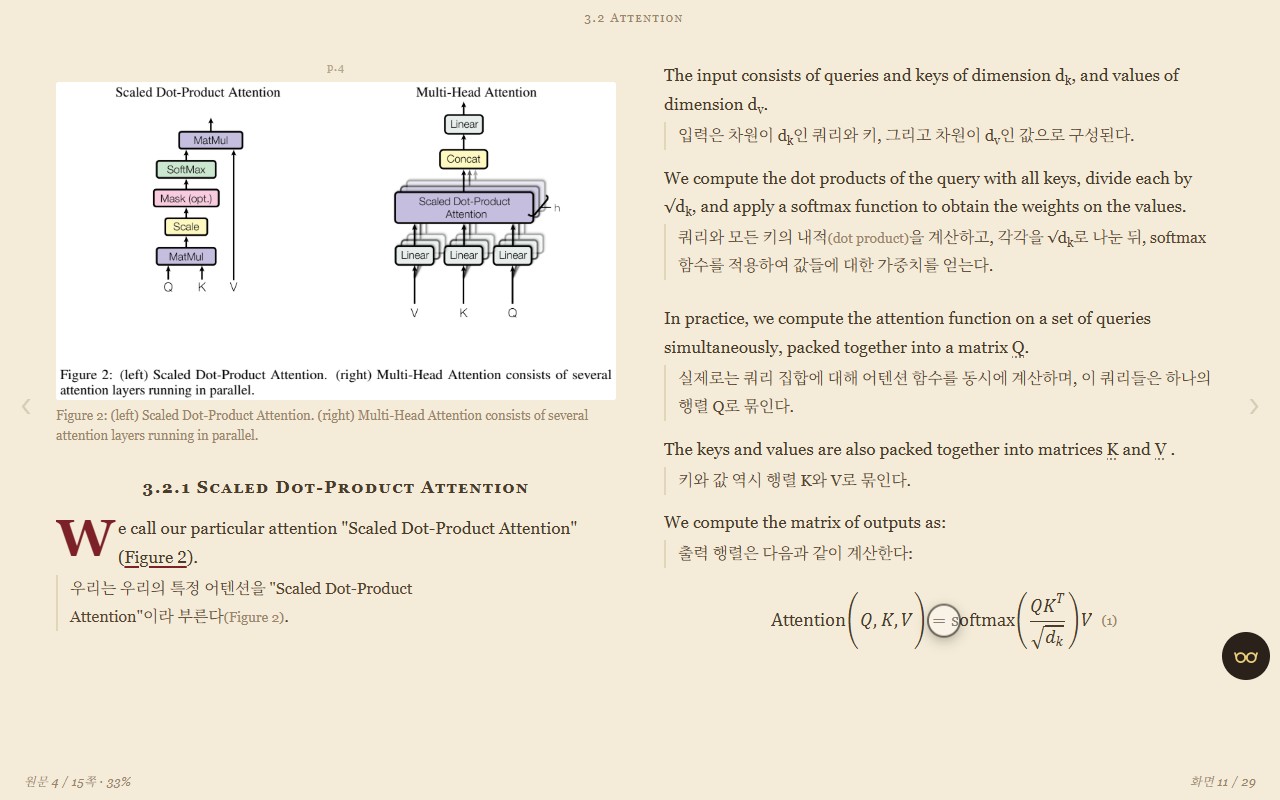 3.2 Attention
p.4
Scaled Dot-Product Attention
MatMul
SoftMax
Mask (opt.)
Scale
MatMul
Q K V
Multi-Head Attention
Linear
Concat
Scaled Dot-Product
Attention
h
Linear Linear Linear
V K Q
Figure 2: (left) Scaled Dot-Product Attention. (right) Multi-Head Attention consists of several
attention layers running in parallel.
Figure 2: (left) Scaled Dot-Product Attention. (right) Multi-Head Attention consists of several
attention layers running in parallel.
3.2.1 Scaled Dot-Product Attention
We call our particular attention "Scaled Dot-Product Attention"
(Figure 2).
우리는 우리의 특정 어텐션을 "Scaled Dot-Product
Attention"이라 부른다(Figure 2).
The input consists of queries and keys of dimension dₖ, and values of
dimension dᵥ.
입력은 차원이 dₖ인 쿼리와 키, 그리고 차원이 dᵥ인 값으로 구성된다.
We compute the dot products of the query with all keys, divide each by
√dₖ, and apply a softmax function to obtain the weights on the values.
쿼리와 모든 키의 내적(dot product)을 계산하고, 각각을 √dₖ로 나눈 뒤, softmax
함수를 적용하여 값들에 대한 가중치를 얻는다.
In practice, we compute the attention function on a set of queries
simultaneously, packed together into a matrix Q.
실제로는 쿼리 집합에 대해 어텐션 함수를 동시에 계산하며, 이 쿼리들은 하나의
행렬 Q로 묶인다.
The keys and values are also packed together into matrices K and V .
키와 값 역시 행렬 K와 V로 묶인다.
We compute the matrix of outputs as:
출력 행렬은 다음과 같이 계산한다:
Attention(Q, K, V) = softmax(QKᵀ / √dₖ)V (1)
원문 4 / 15쪽 · 33%
화면 11 / 29